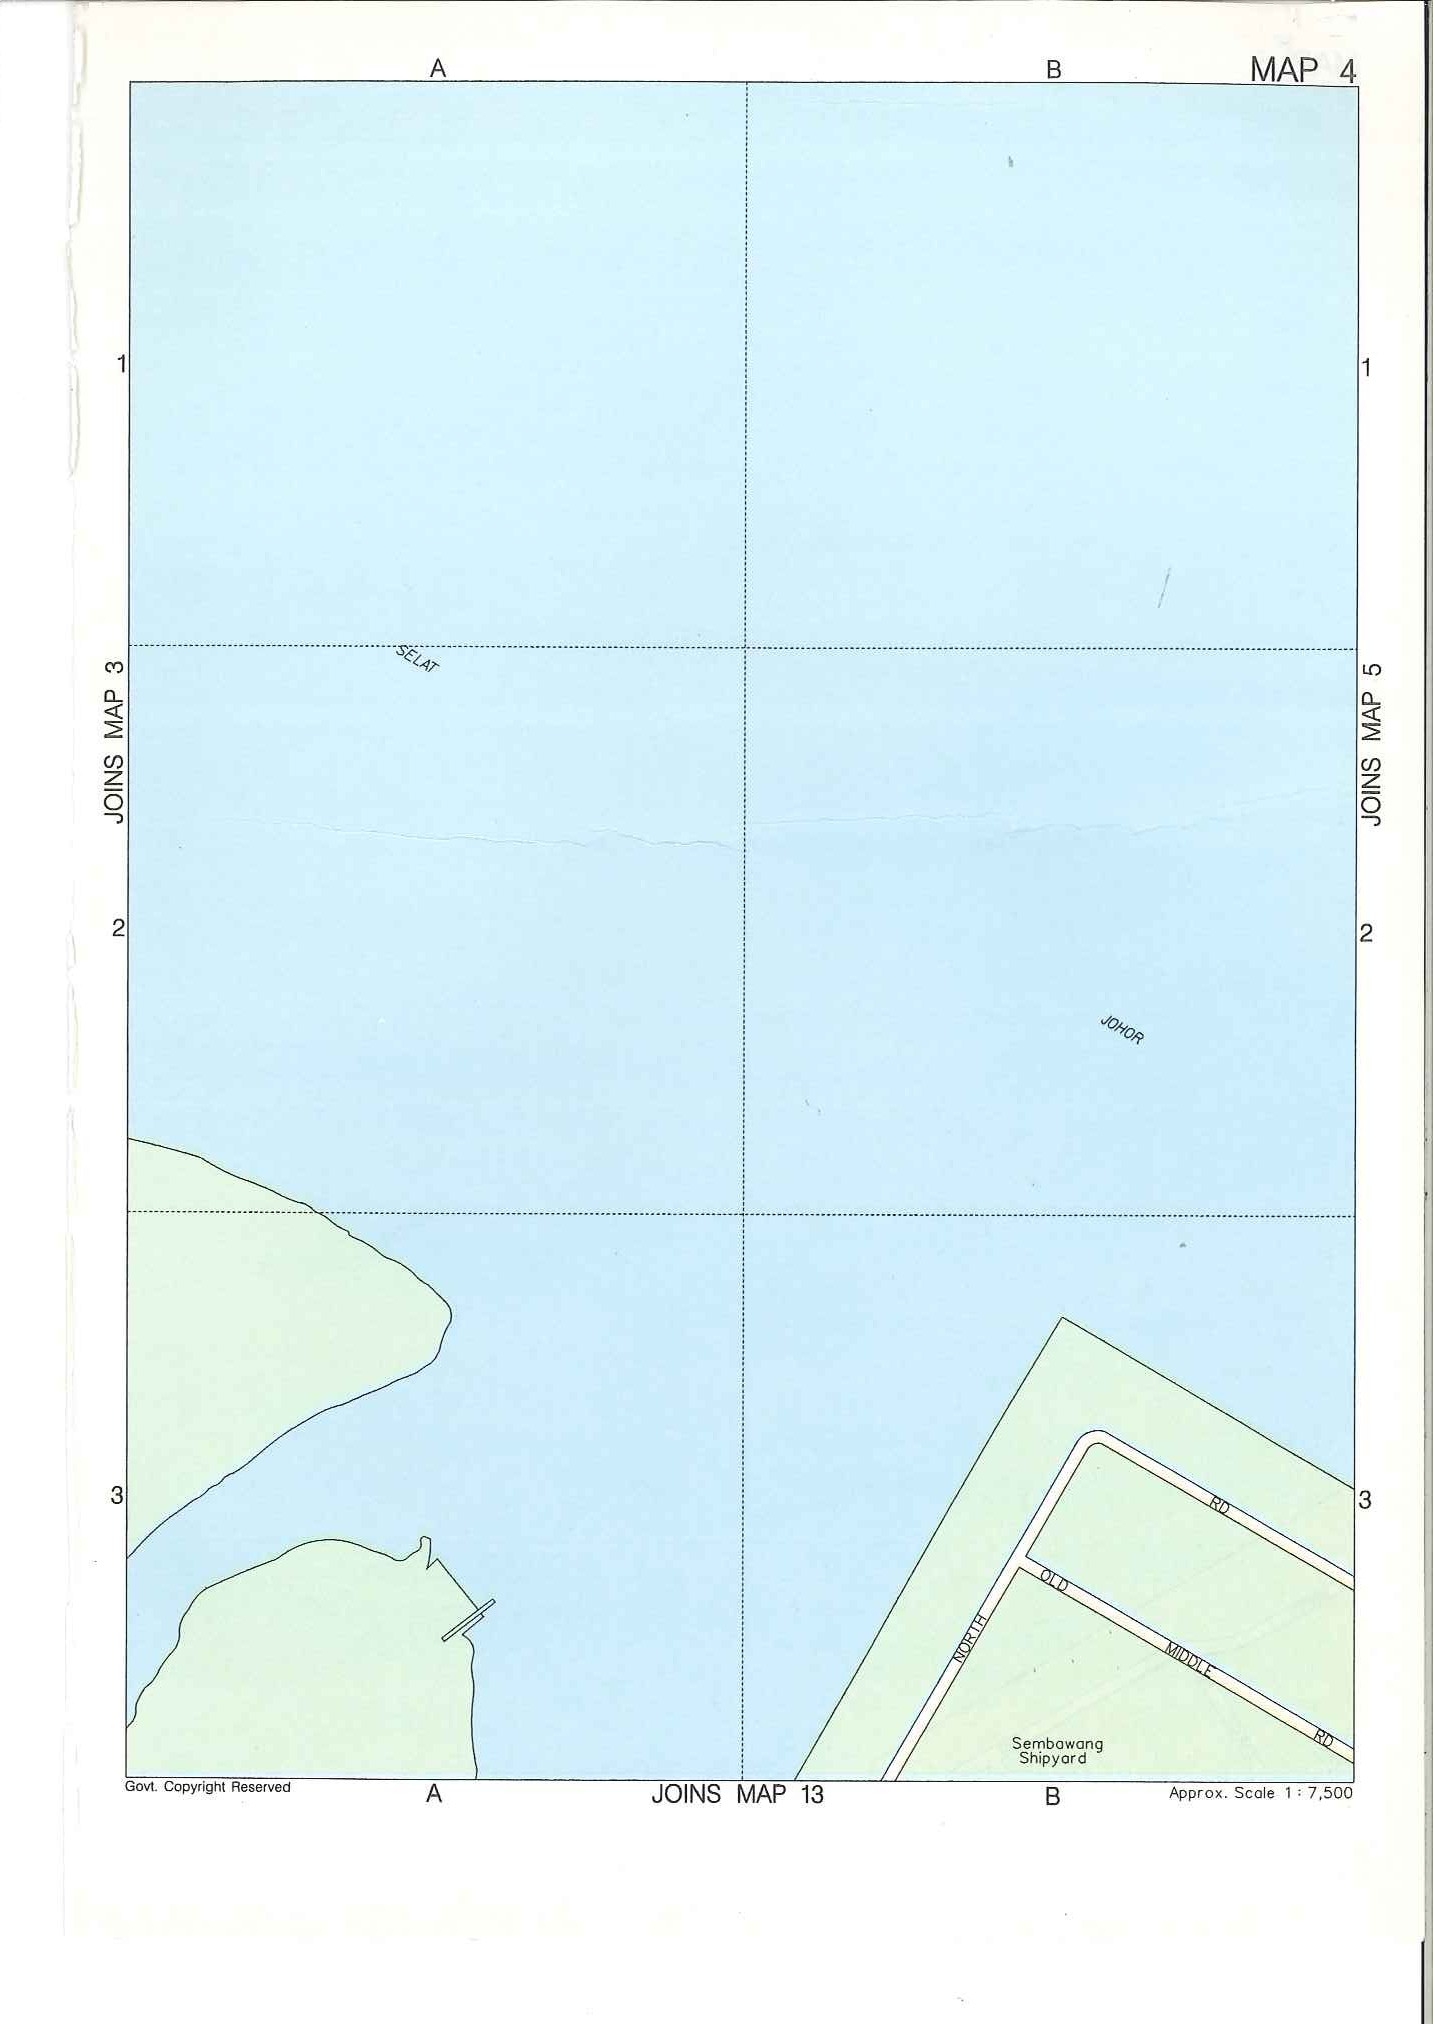 A
B
MAP 4
1
1
SELAT
JOINS MAP 3
JOINS MAP 5
2
2
JOHOR
3
3
RD
OLD
NORTH
MIDDLE
RD
Sembawang
Shipyard
Govt. Copyright Reserved
A
JOINS MAP 13
B
Approx. Scale 1 : 7,500